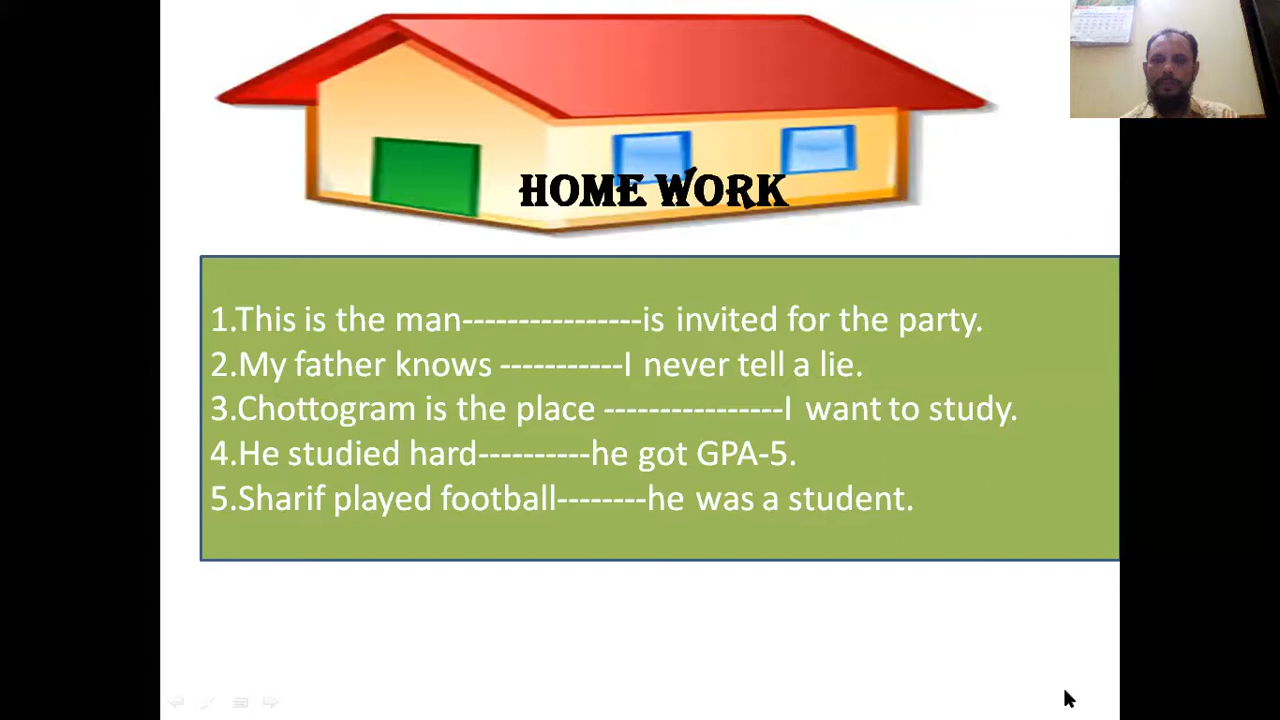 HOME WORK
1.This is the man----------------is invited for the party.
2.My father knows -----------I never tell a lie.
3.Chottogram is the place ----------------I want to study.
4.He studied hard----------he got GPA-5.
5.Sharif played football--------he was a student.